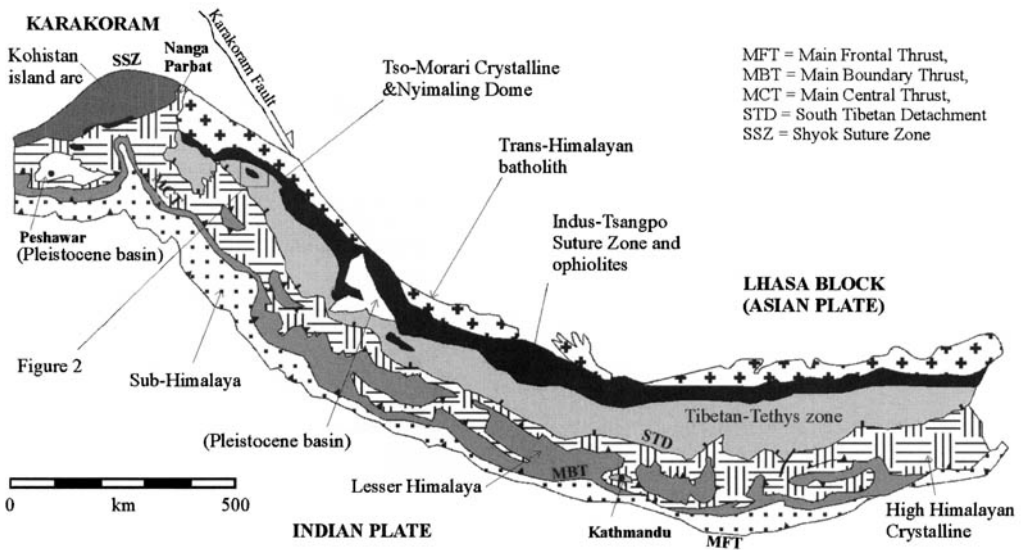 KARAKORAM
Kohistan
island arc
SSZ
Nanga
Parbat
Karakoram Fault
Tso-Morari Crystalline
&Nyimaling Dome
MFT = Main Frontal Thrust,
MBT = Main Boundary Thrust,
MCT = Main Central Thrust,
STD = South Tibetan Detachment
SSZ = Shyok Suture Zone
Trans-Himalayan
batholith
Indus-Tsangpo
Suture Zone and
ophiolites
Peshawar
(Pleistocene basin)
LHASA BLOCK
(ASIAN PLATE)
Figure 2
Sub-Himalaya
Tibetan-Tethys zone
(Pleistocene basin)
STD
Lesser Himalaya
MBT
0 km 500
Kathmandu
High Himalayan
Crystalline
INDIAN PLATE
MFT